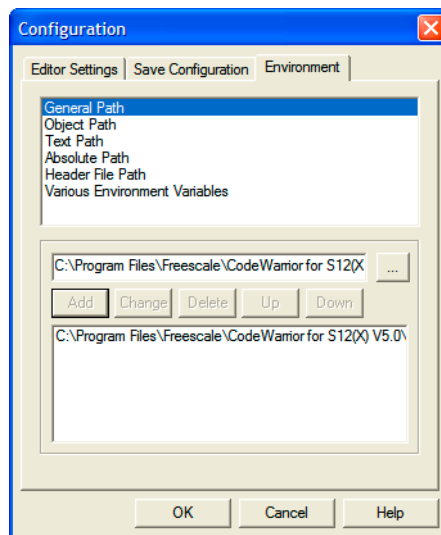 Configuration
Editor Settings Save Configuration Environment
General Path
Object Path
Text Path
Absolute Path
Header File Path
Various Environment Variables
C:\Program Files\Freescale\CodeWarrior for S12(X ...
Add Change Delete Up Down
C:\Program Files\Freescale\CodeWarrior for S12(X) V5.0\
OK Cancel Help